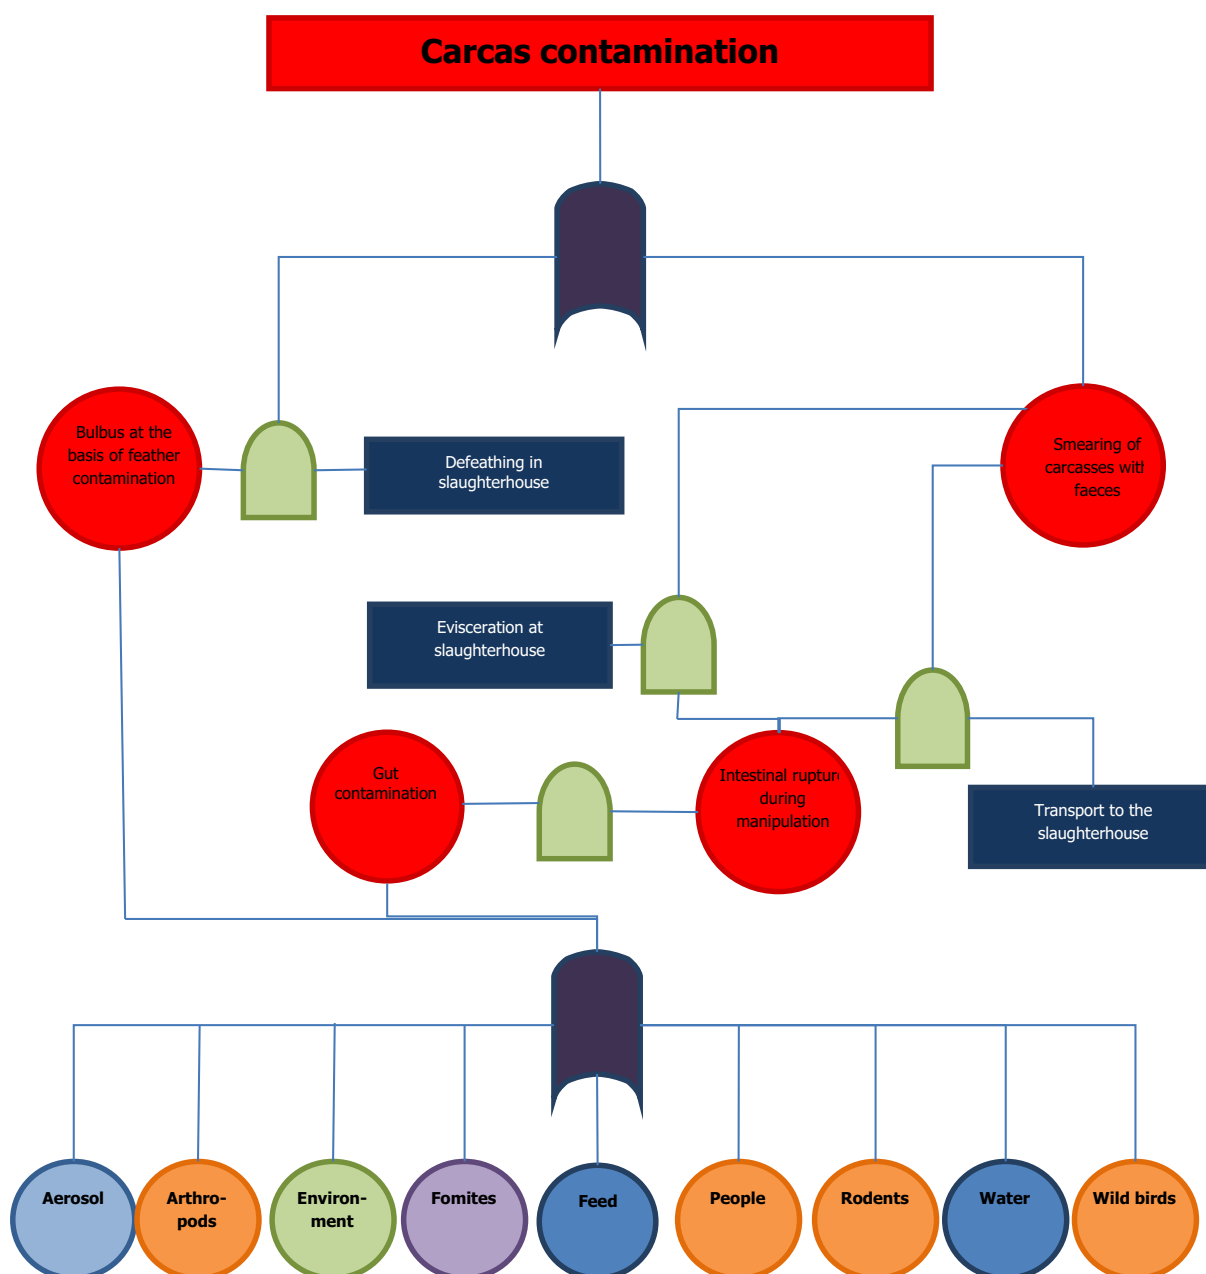 Carcas contamination
Bulbus at the
basis of feather
contamination
Defeathing in
slaughterhouse
Smearing of
carcasses with
faeces
Evisceration at
slaughterhouse
Gut
contamination
Intestinal rupture
during
manipulation
Transport to the
slaughterhouse
Aerosol
Arthro-
pods
Environ-
ment
Fomites
Feed
People
Rodents
Water
Wild birds